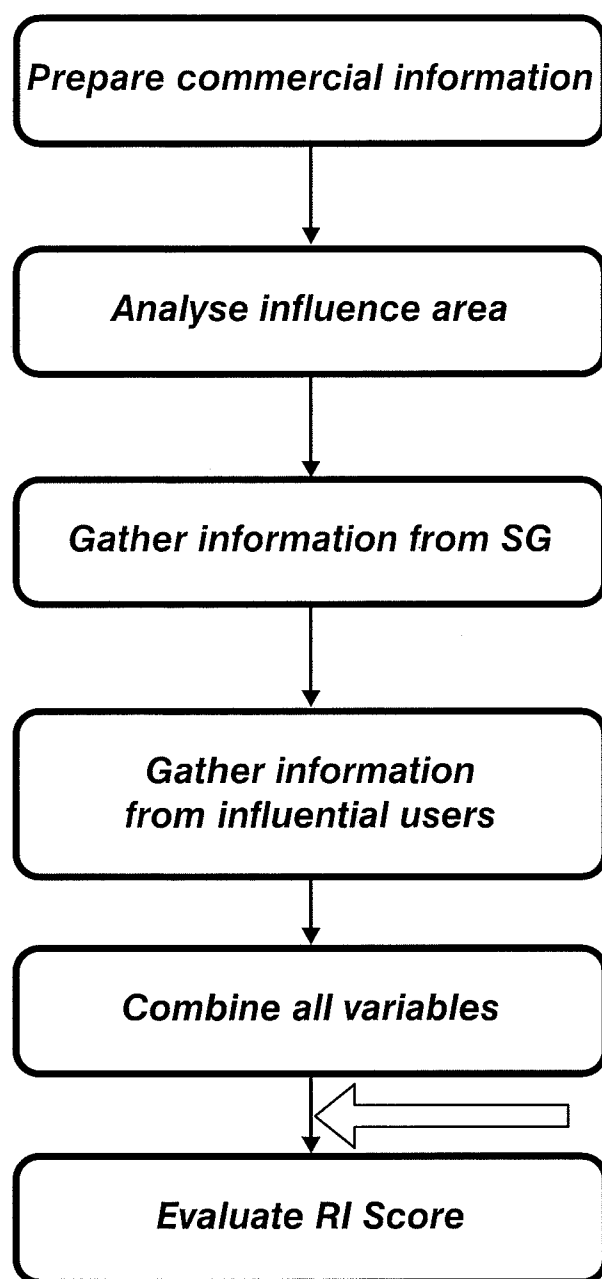 Prepare commercial information
Analyse influence area
Gather information from SG
Gather information
from influential users
Combine all variables
Evaluate RI Score